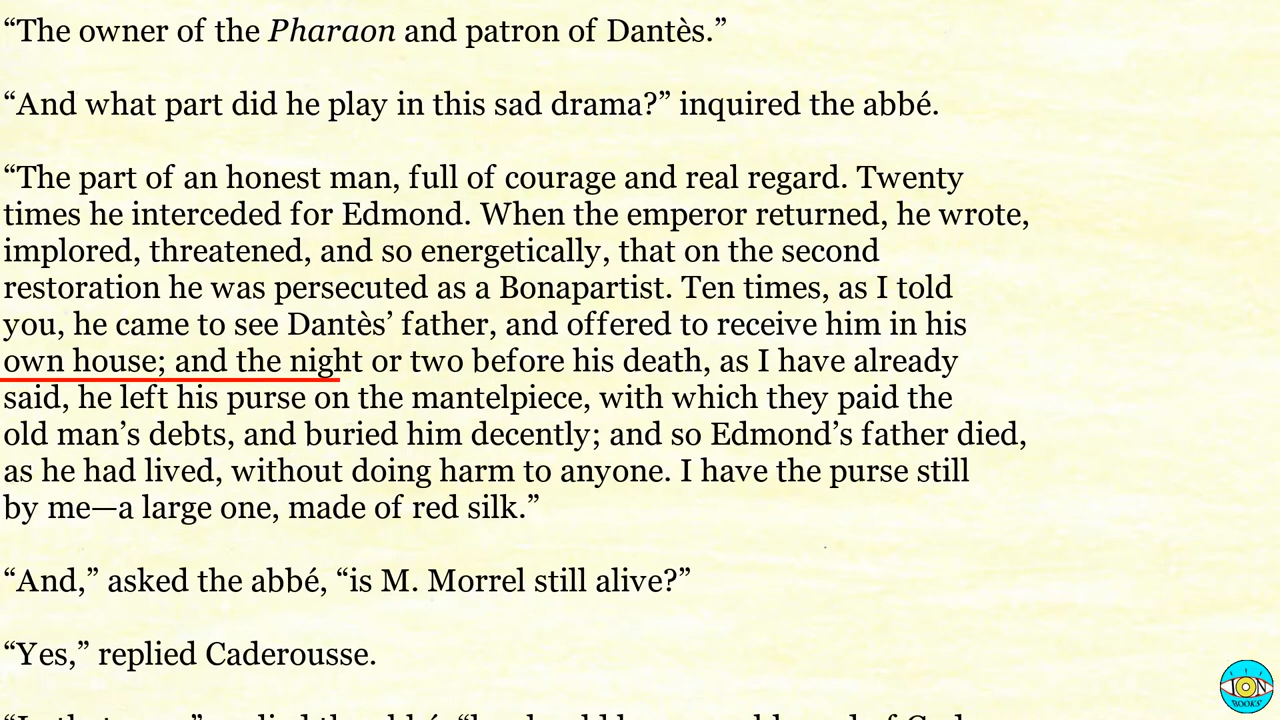 “The owner of the Pharaon and patron of Dantès.”
“And what part did he play in this sad drama?” inquired the abbé.
“The part of an honest man, full of courage and real regard. Twenty
times he interceded for Edmond. When the emperor returned, he wrote,
implored, threatened, and so energetically, that on the second
restoration he was persecuted as a Bonapartist. Ten times, as I told
you, he came to see Dantès’ father, and offered to receive him in his
own house; and the night or two before his death, as I have already
said, he left his purse on the mantelpiece, with which they paid the
old man’s debts, and buried him decently; and so Edmond’s father died,
as he had lived, without doing harm to anyone. I have the purse still
by me—a large one, made of red silk.”
“And,” asked the abbé, “is M. Morrel still alive?”
“Yes,” replied Caderousse.
ION
BOOKS